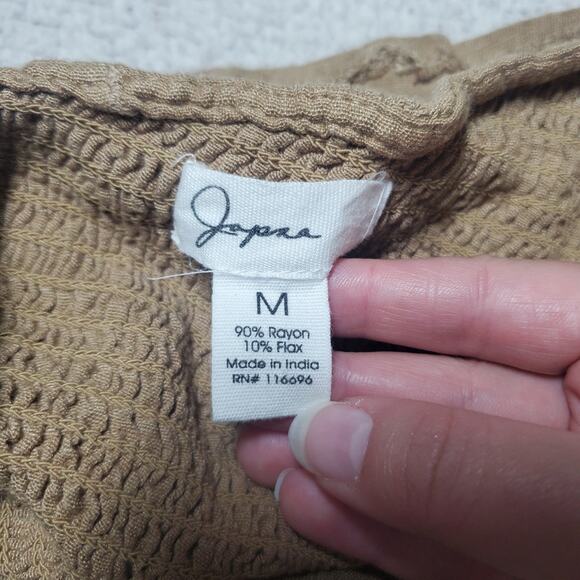 Japna
M
90% Rayon
10% Flax
Made in India
RN# 116696